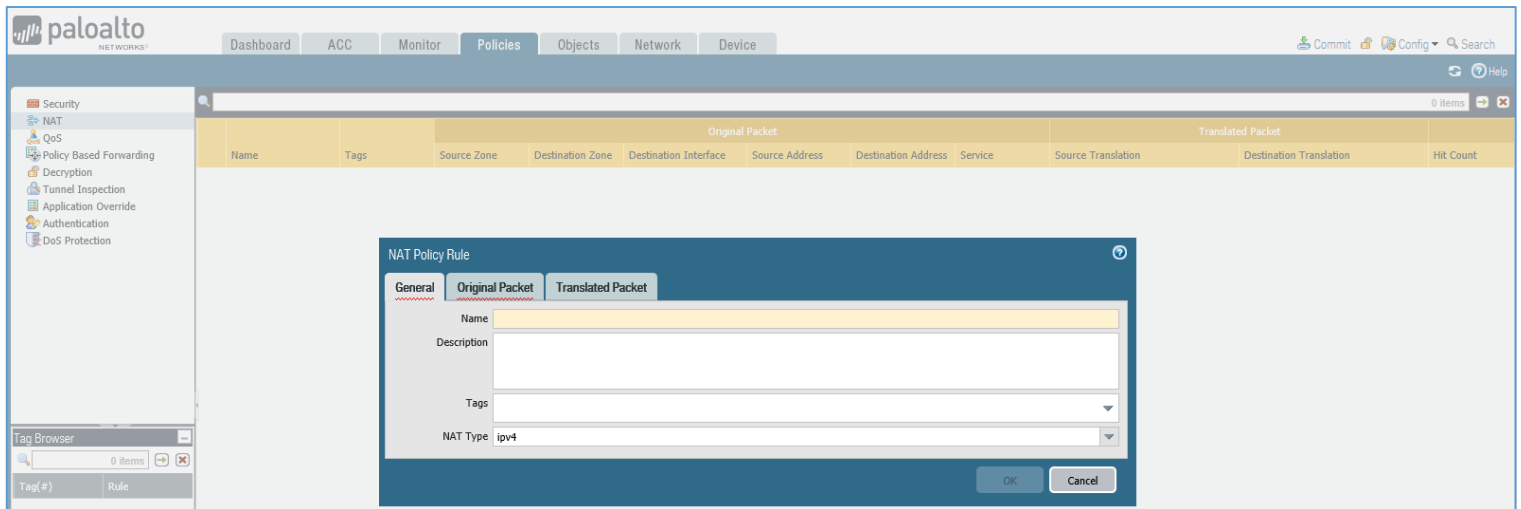 paloalto
NETWORKS®
Dashboard ACC Monitor Policies Objects Network Device
Commit Config Search
Help
Security
NAT
QoS
Policy Based Forwarding
Decryption
Tunnel Inspection
Application Override
Authentication
DoS Protection
0 items
Original Packet Translated Packet
Name Tags Source Zone Destination Zone Destination Interface Source Address Destination Address Service Source Translation Destination Translation Hit Count
NAT Policy Rule
General Original Packet Translated Packet
Name
Description
Tags
NAT Type ipv4
OK Cancel
Tag Browser
0 items
Tag(#) Rule